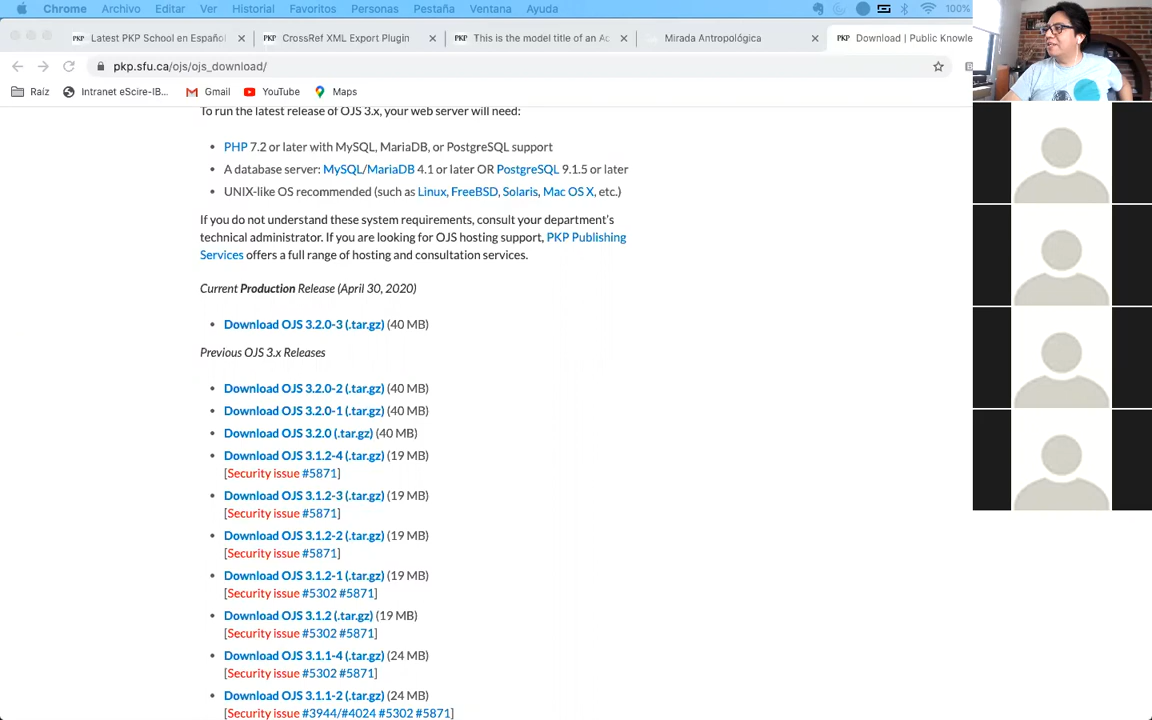 Chrome Archivo Editar Ver Historial Favoritos Personas Pestaña Ventana Ayuda 100%
PKP Latest PKP School en Español PKP CrossRef XML Export Plugin PKP This is the model title of an Ac Mirada Antropológica PKP Download | Public Knowle
pkp.sfu.ca/ojs/ojs_download/
Raíz Intranet eScire-IB... Gmail YouTube Maps
To run the latest release of OJS 3.x, your web server will need:
• PHP 7.2 or later with MySQL, MariaDB, or PostgreSQL support
• A database server: MySQL/MariaDB 4.1 or later OR PostgreSQL 9.1.5 or later
• UNIX-like OS recommended (such as Linux, FreeBSD, Solaris, Mac OS X, etc.)
If you do not understand these system requirements, consult your department's
technical administrator. If you are looking for OJS hosting support, PKP Publishing
Services offers a full range of hosting and consultation services.
Current Production Release (April 30, 2020)
• Download OJS 3.2.0-3 (.tar.gz) (40 MB)
Previous OJS 3.x Releases
• Download OJS 3.2.0-2 (.tar.gz) (40 MB)
• Download OJS 3.2.0-1 (.tar.gz) (40 MB)
• Download OJS 3.2.0 (.tar.gz) (40 MB)
• Download OJS 3.1.2-4 (.tar.gz) (19 MB)
[Security issue #5871]
• Download OJS 3.1.2-3 (.tar.gz) (19 MB)
[Security issue #5871]
• Download OJS 3.1.2-2 (.tar.gz) (19 MB)
[Security issue #5871]
• Download OJS 3.1.2-1 (.tar.gz) (19 MB)
[Security issue #5302 #5871]
• Download OJS 3.1.2 (.tar.gz) (19 MB)
[Security issue #5302 #5871]
• Download OJS 3.1.1-4 (.tar.gz) (24 MB)
[Security issue #5302 #5871]
• Download OJS 3.1.1-2 (.tar.gz) (24 MB)
[Security issue #3944/#4024 #5302 #5871]